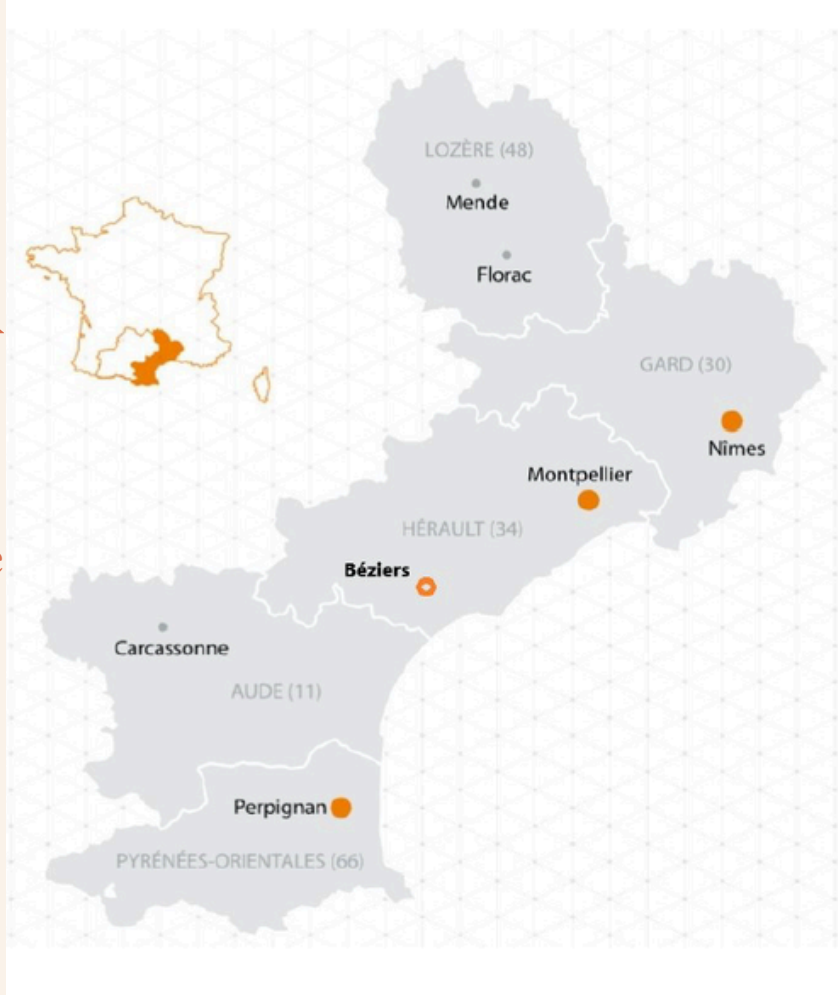 LOZÈRE (48)
Mende
Florac
GARD (30)
Nîmes
Montpellier
HÉRAULT (34)
Béziers
Carcassonne
AUDE (11)
Perpignan
PYRÉNÉES-ORIENTALES (66)